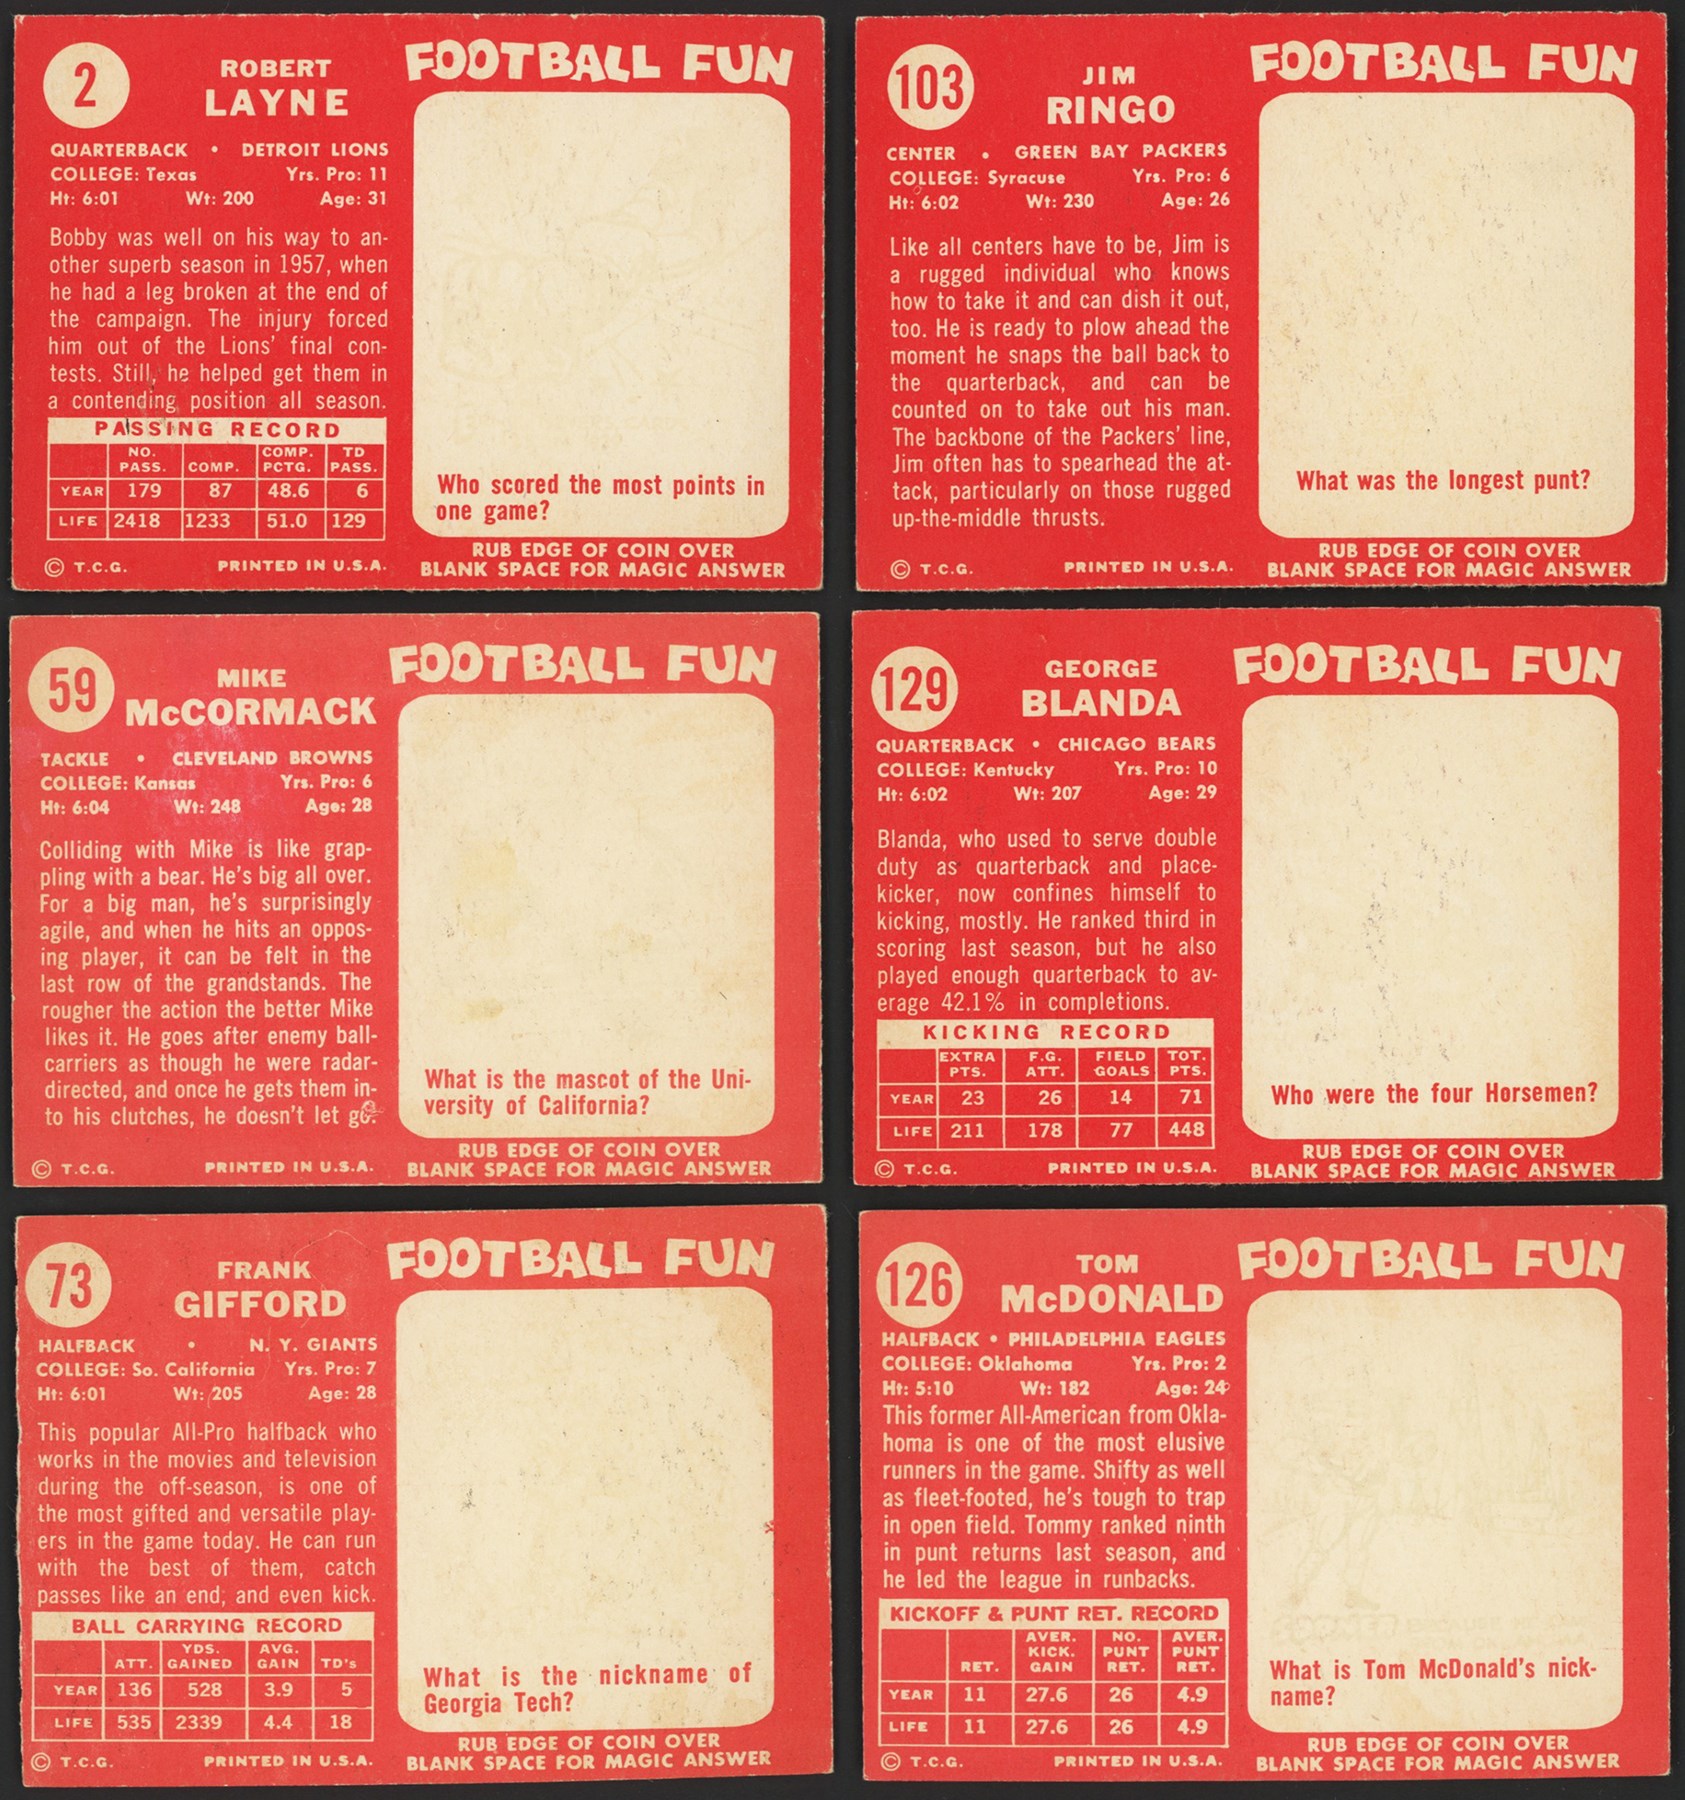 2
ROBERT
LAYNE
QUARTERBACK • DETROIT LIONS
COLLEGE: Texas Yrs. Pro: 11
Ht: 6:01 Wt: 200 Age: 31
Bobby was well on his way to an-
other superb season in 1957, when
he had a leg broken at the end of
the campaign. The injury forced
him out of the Lions' final con-
tests. Still, he helped get them in
a contending position all season.
PASSING RECORD
NO. PASS. COMP. COMP. PCTG. TD PASS.
YEAR 179 87 48.6 6
LIFE 2418 1233 51.0 129
© T.C.G. PRINTED IN U.S.A.
FOOTBALL FUN
Who scored the most points in
one game?
RUB EDGE OF COIN OVER
BLANK SPACE FOR MAGIC ANSWER
103
JIM
RINGO
CENTER • GREEN BAY PACKERS
COLLEGE: Syracuse Yrs. Pro: 6
Ht: 6:02 Wt: 230 Age: 26
Like all centers have to be, Jim is
a rugged individual who knows
how to take it and can dish it out,
too. He is ready to plow ahead the
moment he snaps the ball back to
the quarterback, and can be
counted on to take out his man.
The backbone of the Packers' line,
Jim often has to spearhead the at-
tack, particularly on those rugged
up-the-middle thrusts.
© T.C.G. PRINTED IN U.S.A.
FOOTBALL FUN
What was the longest punt?
RUB EDGE OF COIN OVER
BLANK SPACE FOR MAGIC ANSWER
59
MIKE
McCORMACK
TACKLE • CLEVELAND BROWNS
COLLEGE: Kansas Yrs. Pro: 6
Ht: 6:04 Wt: 248 Age: 28
Colliding with Mike is like grap-
pling with a bear. He's big all over.
For a big man, he's surprisingly
agile, and when he hits an oppos-
ing player, it can be felt in the
last row of the grandstands. The
rougher the action the better Mike
likes it. He goes after enemy ball-
carriers as though he were radar-
directed, and once he gets them in-
to his clutches, he doesn't let go.
© T.C.G. PRINTED IN U.S.A.
FOOTBALL FUN
What is the mascot of the Uni-
versity of California?
RUB EDGE OF COIN OVER
BLANK SPACE FOR MAGIC ANSWER
129
GEORGE
BLANDA
QUARTERBACK • CHICAGO BEARS
COLLEGE: Kentucky Yrs. Pro: 10
Ht: 6:02 Wt: 207 Age: 29
Blanda, who used to serve double
duty as quarterback and place-
kicker, now confines himself to
kicking, mostly. He ranked third in
scoring last season, but he also
played enough quarterback to av-
erage 42.1% in completions.
KICKING RECORD
EXTRA PTS. F.G. ATT. FIELD GOALS TOT. PTS.
YEAR 23 26 14 71
LIFE 211 178 77 448
© T.C.G. PRINTED IN U.S.A.
FOOTBALL FUN
Who were the four Horsemen?
RUB EDGE OF COIN OVER
BLANK SPACE FOR MAGIC ANSWER
73
FRANK
GIFFORD
HALFBACK • N. Y. GIANTS
COLLEGE: So. California Yrs. Pro: 7
Ht: 6:01 Wt: 205 Age: 28
This popular All-Pro halfback who
works in the movies and television
during the off-season, is one of
the most gifted and versatile play-
ers in the game today. He can run
with the best of them, catch
passes like an end, and even kick.
BALL CARRYING RECORD
ATT. YDS. GAINED AVG. GAIN TD's
YEAR 136 528 3.9 5
LIFE 535 2339 4.4 18
© T.C.G. PRINTED IN U.S.A.
FOOTBALL FUN
What is the nickname of
Georgia Tech?
RUB EDGE OF COIN OVER
BLANK SPACE FOR MAGIC ANSWER
126
TOM
McDONALD
HALFBACK • PHILADELPHIA EAGLES
COLLEGE: Oklahoma Yrs. Pro: 2
Ht: 5:10 Wt: 182 Age: 24
This former All-American from Okla-
homa is one of the most elusive
runners in the game. Shifty as well
as fleet-footed, he's tough to trap
in open field. Tommy ranked ninth
in punt returns last season, and
he led the league in runbacks.
KICKOFF & PUNT RET. RECORD
RET. AVER. KICK. GAIN NO. PUNT RET. AVER. PUNT RET.
YEAR 11 27.6 26 4.9
LIFE 11 27.6 26 4.9
© T.C.G. PRINTED IN U.S.A.
FOOTBALL FUN
What is Tom McDonald's nick-
name?
RUB EDGE OF COIN OVER
BLANK SPACE FOR MAGIC ANSWER